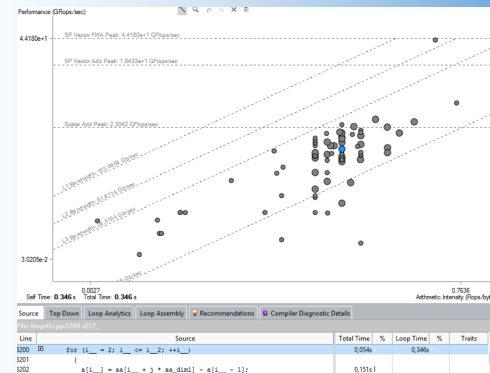 Performance (GFlops/sec)
4.4180e+1
SP Vector FMA Peak: 4.4180e+1 GFlops/sec
SP Vector Add Peak: 1.8433e+1 GFlops/sec
Scalar Add Peak: 2.3042 GFlops/sec
3.0205e-2
0.0027
0.7636
Self Time: 0.346 s Total Time: 0.346 s
Arithmetic Intensity (Flops/byt
Source Top Down Loop Analytics Loop Assembly Recommendations Compiler Diagnostic Details
Line Source Total Time % Loop Time % Traits
3200 for (i__ = 2; i__ <= i__2; ++i__) 0,054s 0,346s
3201 {
3202 a[i__] = aa[i__ + j * aa_dim1] - a[i__ - 1]; 0,151s